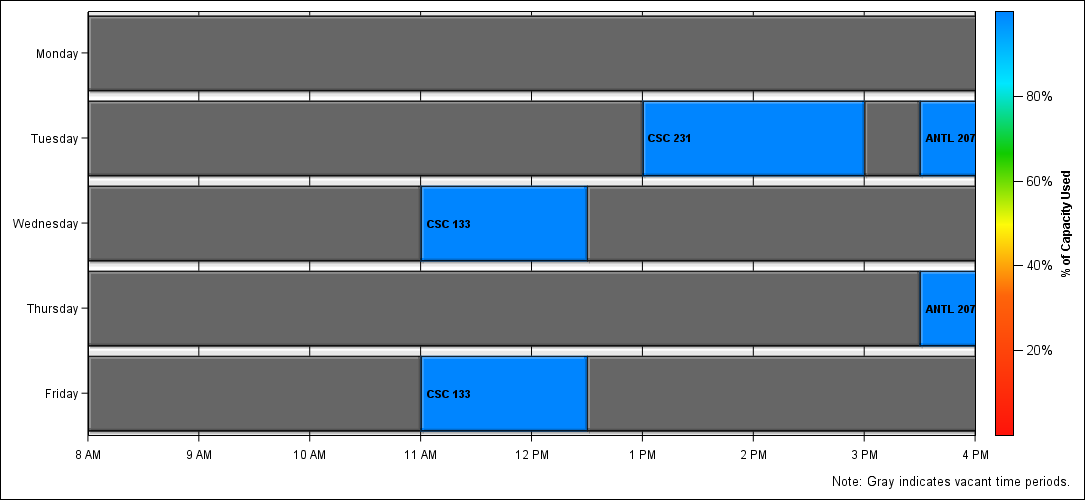 Monday
Tuesday
CSC 231
ANTL 207
Wednesday
CSC 133
Thursday
ANTL 207
Friday
CSC 133
8 AM 9 AM 10 AM 11 AM 12 PM 1 PM 2 PM 3 PM 4 PM
80%
60%
40%
20%
% of Capacity Used
Note: Gray indicates vacant time periods.